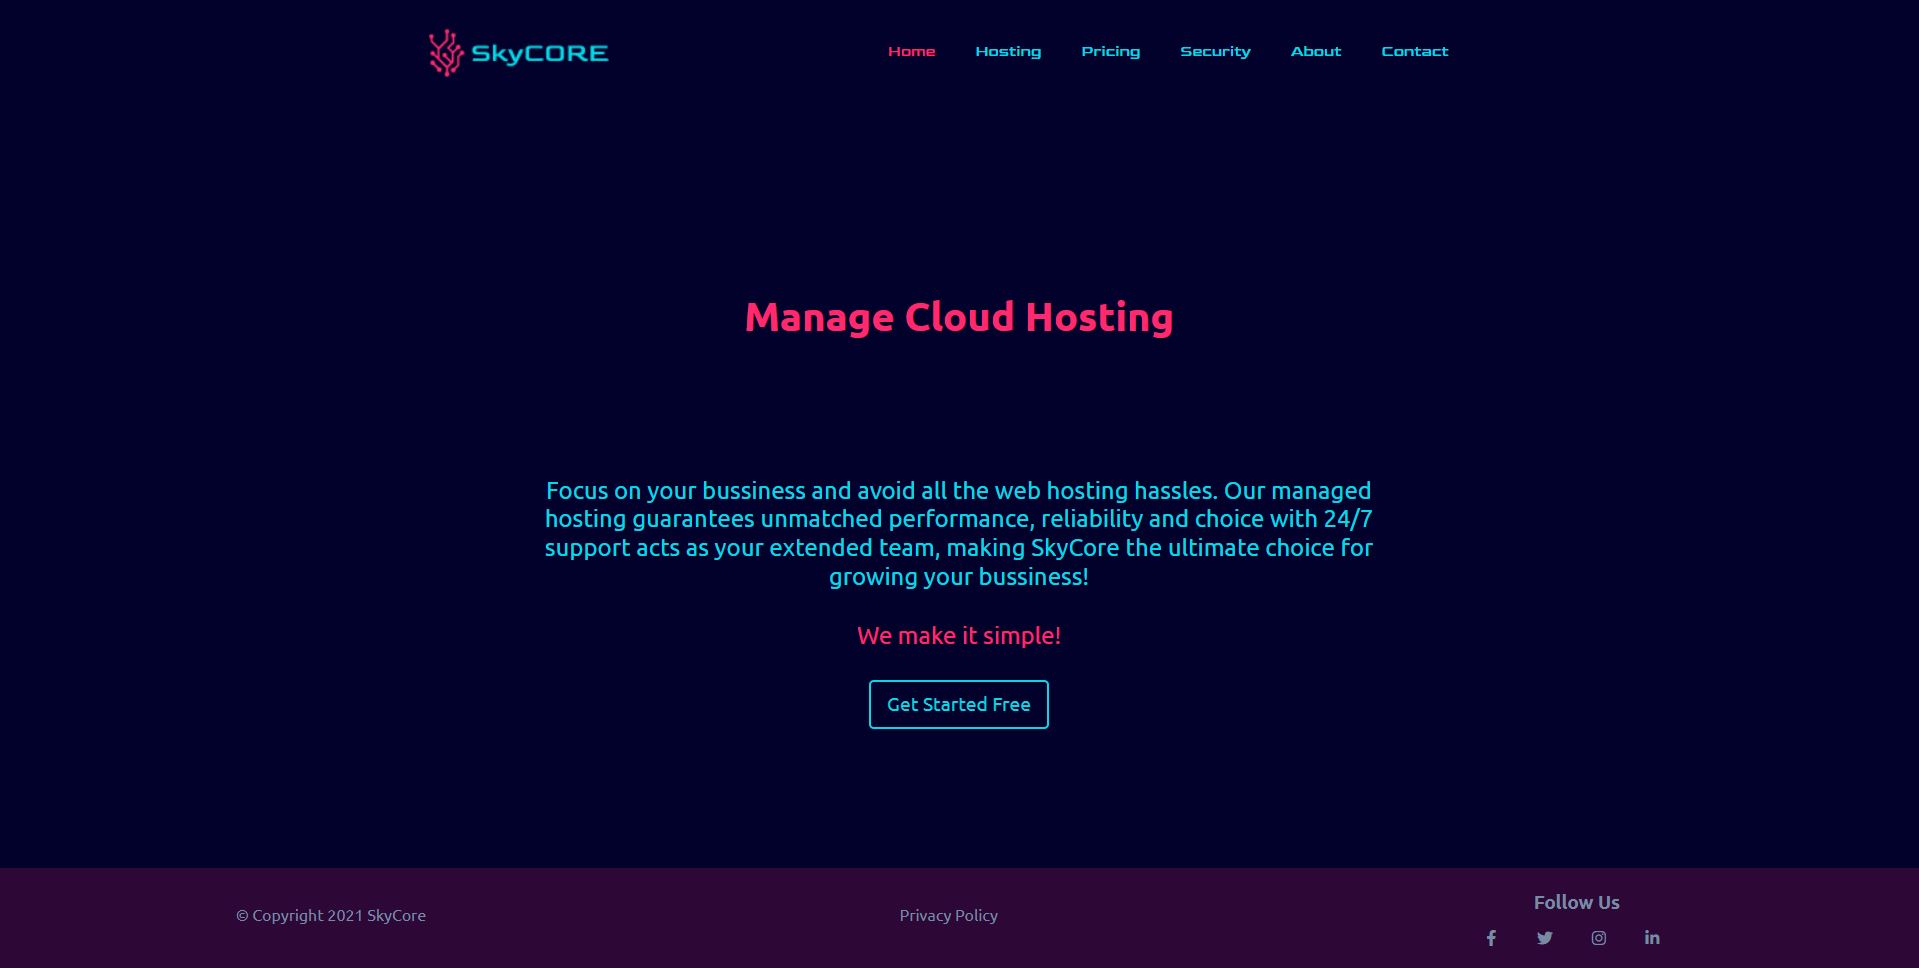 SkyCORE
Home Hosting Pricing Security About Contact
Manage Cloud Hosting
Focus on your bussiness and avoid all the web hosting hassles. Our managed
hosting guarantees unmatched performance, reliability and choice with 24/7
support acts as your extended team, making SkyCore the ultimate choice for
growing your bussiness!
We make it simple!
Get Started Free
© Copyright 2021 SkyCore
Privacy Policy
Follow Us